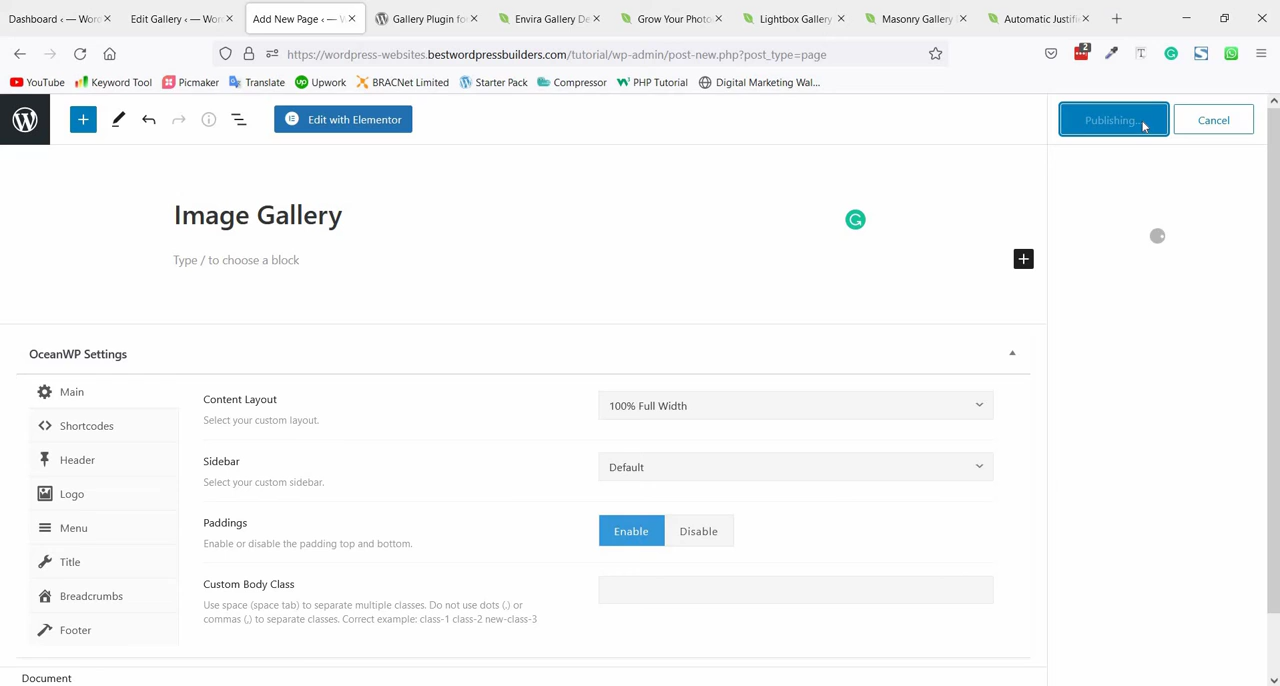 Dashboard ‹ — Wor
Edit Gallery ‹ — Wor
Add New Page ‹ — W
Gallery Plugin fo
Envira Gallery De
Grow Your Photo
Lightbox Gallery
Masonry Gallery
Automatic Justifi
https://wordpress-websites.bestwordpressbuilders.com/tutorial/wp-admin/post-new.php?post_type=page
2
YouTube
Keyword Tool
Picmaker
Translate
Upwork
BRACNet Limited
Starter Pack
Compressor
PHP Tutorial
Digital Marketing Wal...
Edit with Elementor
Publishing...
Cancel
Image Gallery
Type / to choose a block
OceanWP Settings
Main
Shortcodes
Header
Logo
Menu
Title
Breadcrumbs
Footer
Content Layout
Select your custom layout.
100% Full Width
Sidebar
Select your custom sidebar.
Default
Paddings
Enable or disable the padding top and bottom.
Enable
Disable
Custom Body Class
Use space (space tab) to separate multiple classes. Do not use dots (.) or
commas (,) to separate classes. Correct example: class-1 class-2 new-class-3
Document